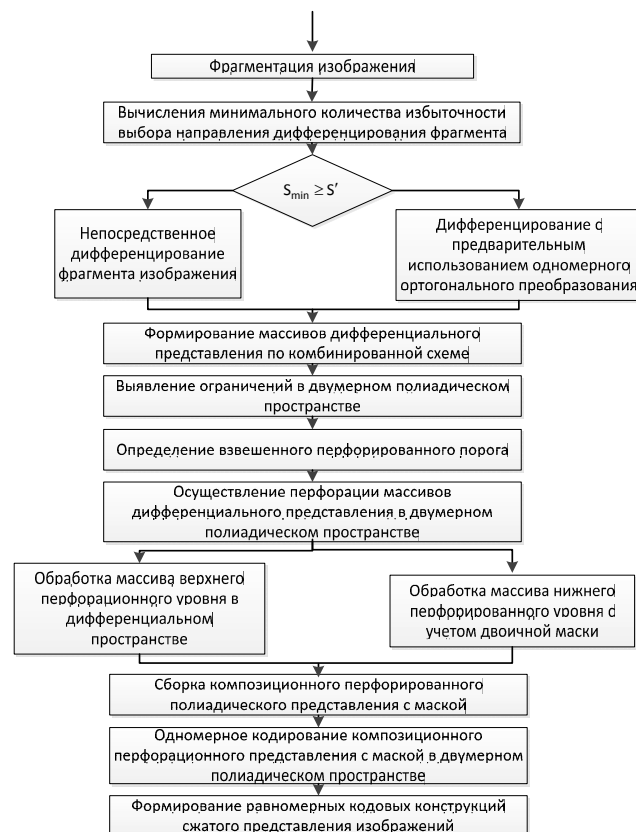 Фрагментация изображения
Вычисления минимального количества избыточности
выбора направления дифференцирования фрагмента
Smin ≥ S′
Непосредственное
дифференцирование
фрагмента изображения
Дифференцирование с
предварительным
использованием одномерного
ортогонального преобразования
Формирование массивов дифференциального
представления по комбинированной схеме
Выявление ограничений в двумерном полиадическом
пространстве
Определение взвешенного перфорированного порога
Осуществление перфорации массивов
дифференциального представления в двумерном
полиадическом пространстве
Обработка массива верхнего
перфорационного уровня в
дифференциальном
пространстве
Обработка массива нижнего
перфорированного уровня с
учетом двоичной маски
Сборка композиционного перфорированного
полиадического представления с маской
Одномерное кодирование композиционного
перфорационного представления с маской в двумерном
полиадическом пространстве
Формирование равномерных кодовых конструкций
сжатого представления изображений